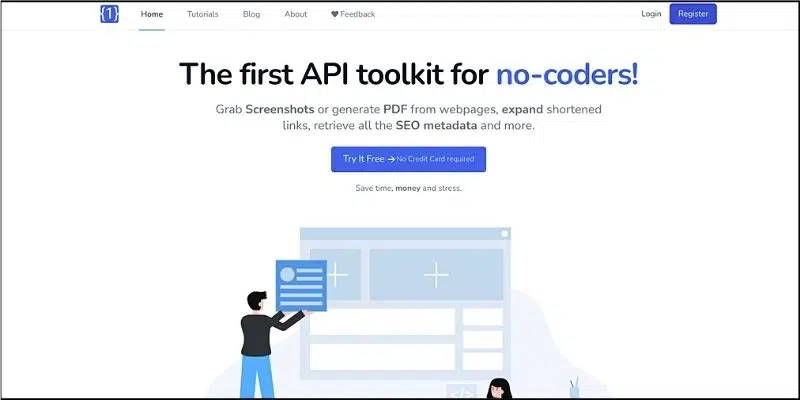 {1} Home Tutorials Blog About ♥ Feedback Login Register
The first API toolkit for no-coders!
Grab Screenshots or generate PDF from webpages, expand shortened
links, retrieve all the SEO metadata and more.
Try It Free → No Credit Card required
Save time, money and stress.
</>